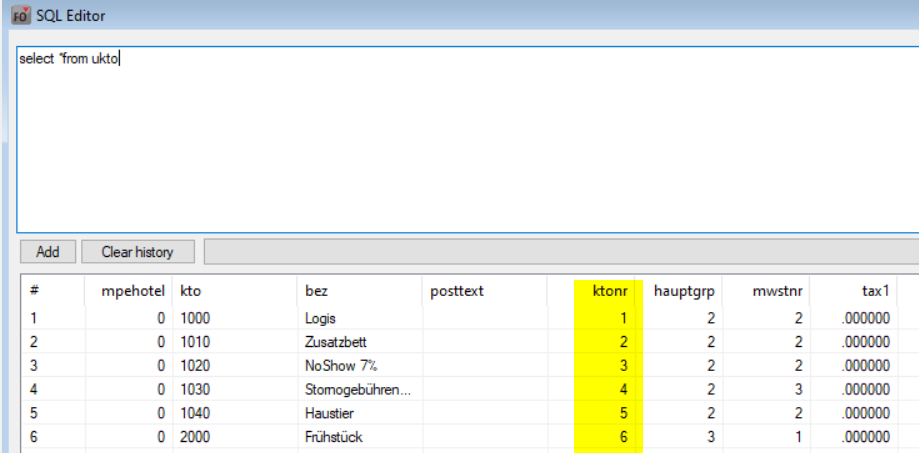 FO SQL Editor
select *from ukto
Add Clear history
# mpehotel kto bez posttext ktonr hauptgrp mwstnr tax1
1 0 1000 Logis 1 2 2 .000000
2 0 1010 Zusatzbett 2 2 2 .000000
3 0 1020 NoShow 7% 3 2 2 .000000
4 0 1030 Stornogebühren... 4 2 3 .000000
5 0 1040 Haustier 5 2 2 .000000
6 0 2000 Frühstück 6 3 1 .000000